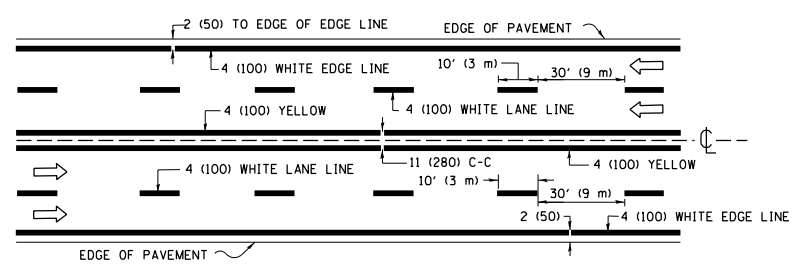 2 (50) TO EDGE OF EDGE LINE
EDGE OF PAVEMENT
4 (100) WHITE EDGE LINE
10' (3 m)
30' (9 m)
4 (100) YELLOW
4 (100) WHITE LANE LINE
4 (100) WHITE LANE LINE
11 (280) C-C
4 (100) YELLOW
10' (3 m)
30' (9 m)
2 (50)
4 (100) WHITE EDGE LINE
EDGE OF PAVEMENT